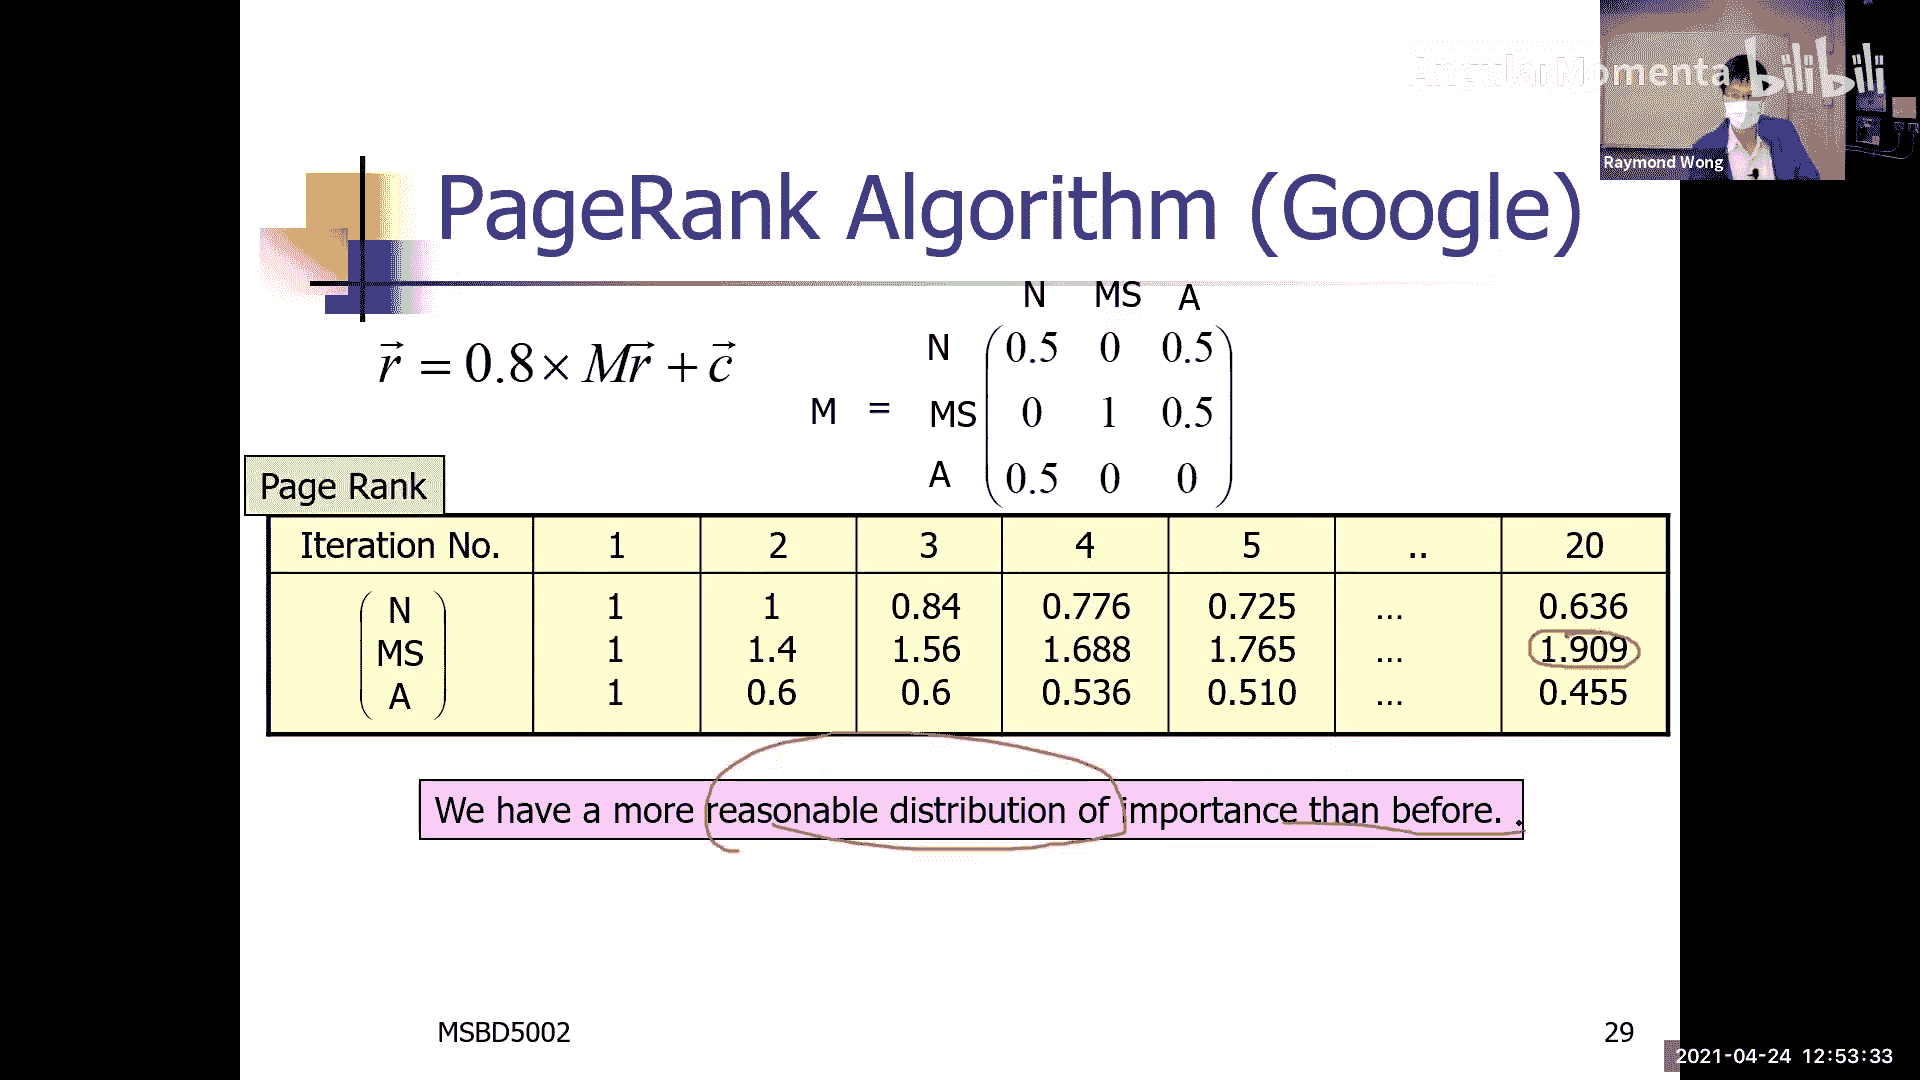 bilibili
Raymond Wong
PageRank Algorithm (Google)
N MS A
r⃗ = 0.8 × Mr⃗ + c⃗
N 0.5 0 0.5
M = MS 0 1 0.5
A 0.5 0 0
Page Rank
Iteration No. 1 2 3 4 5 .. 20
N 1 1 0.84 0.776 0.725 ... 0.636
MS 1 1.4 1.56 1.688 1.765 ... 1.909
A 1 0.6 0.6 0.536 0.510 ... 0.455
We have a more reasonable distribution of importance than before.
MSBD5002
29
2021-04-24 12:53:33